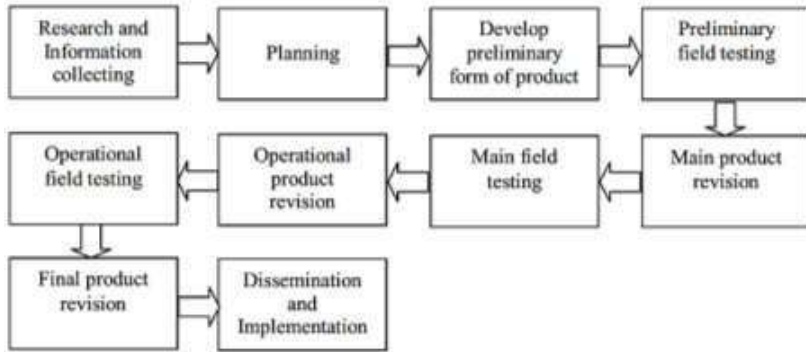 Research and
Information
collecting
Planning
Develop
preliminary
form of product
Preliminary
field testing
Main product
revision
Main field
testing
Operational
product
revision
Operational
field testing
Final product
revision
Dissemination
and
Implementation